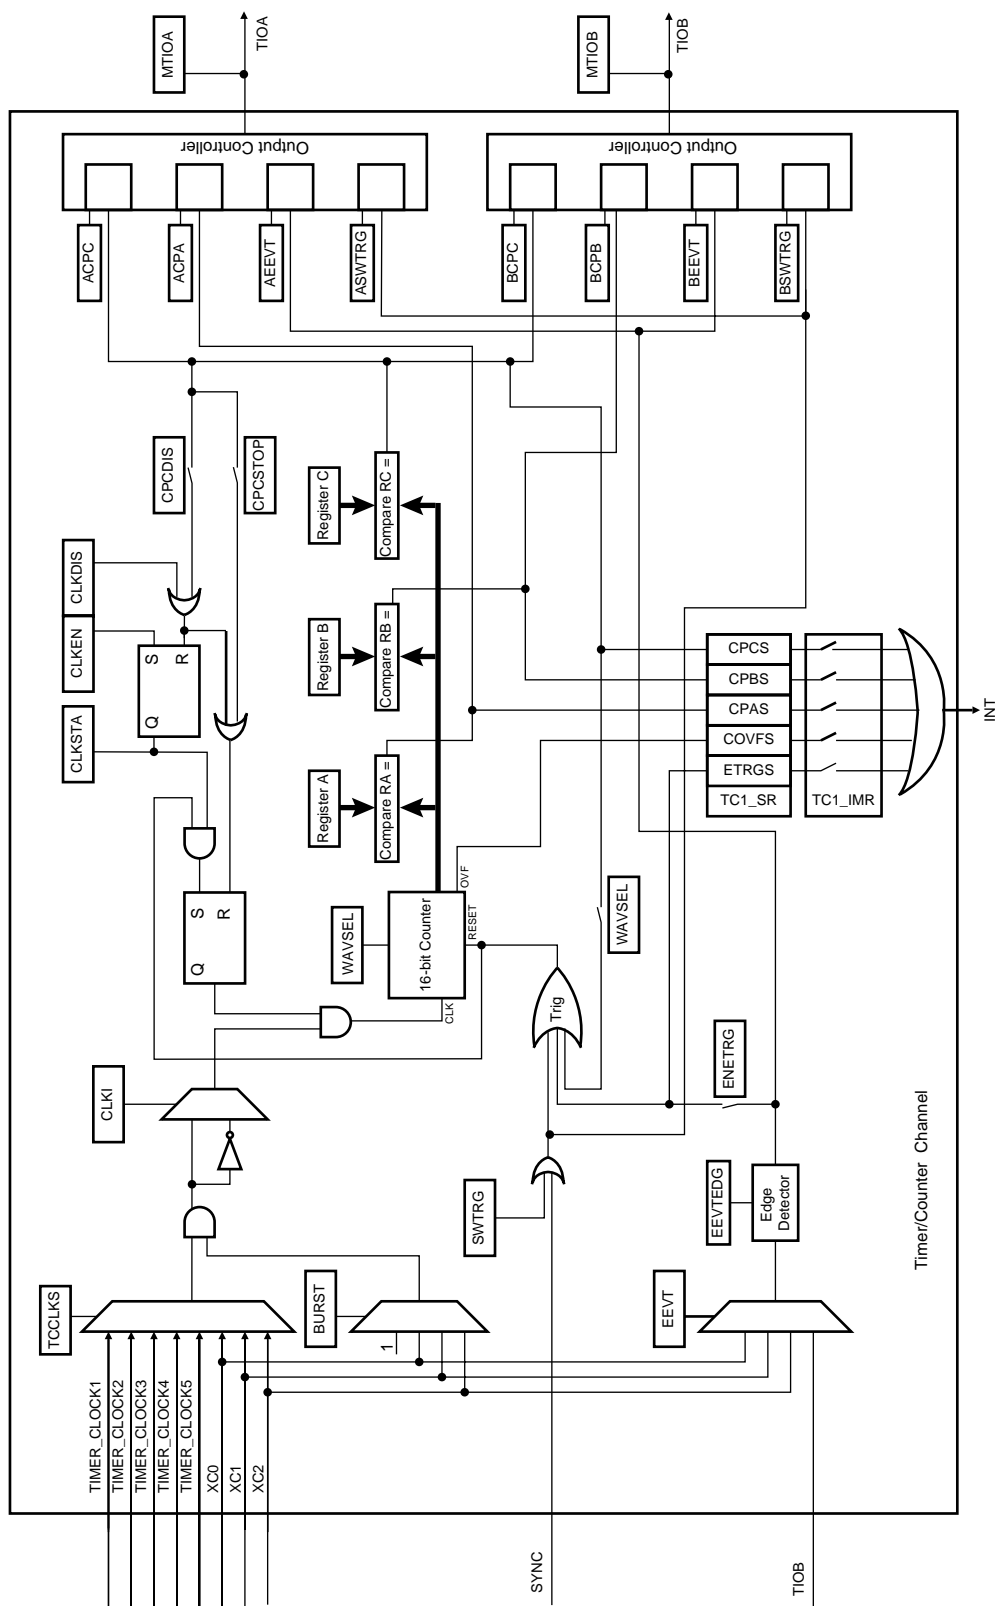 MTIOA
TIOA
MTIOB
TIOB
Output Controller
Output Controller
ACPC
ACPA
AEEVT
ASWTRG
BCPC
BCPB
BEEVT
BSWTRG
CPCDIS
CPCSTOP
Register C
Compare RC =
CLKDIS
CLKEN
CLKSTA
S
R
Q
Register B
Compare RB =
Register A
Compare RA =
CPCS
CPBS
CPAS
COVFS
ETRGS
TC1_SR
TC1_IMR
INT
S
R
Q
WAVSEL
16-bit Counter
OVF
RESET
CLK
WAVSEL
Trig
CLKI
ENETRG
SWTRG
EEVTEDG
Edge
Detector
Timer/Counter Channel
TCCLKS
BURST
EEVT
1
TIMER_CLOCK1
TIMER_CLOCK2
TIMER_CLOCK3
TIMER_CLOCK4
TIMER_CLOCK5
XC0
XC1
XC2
SYNC
TIOB